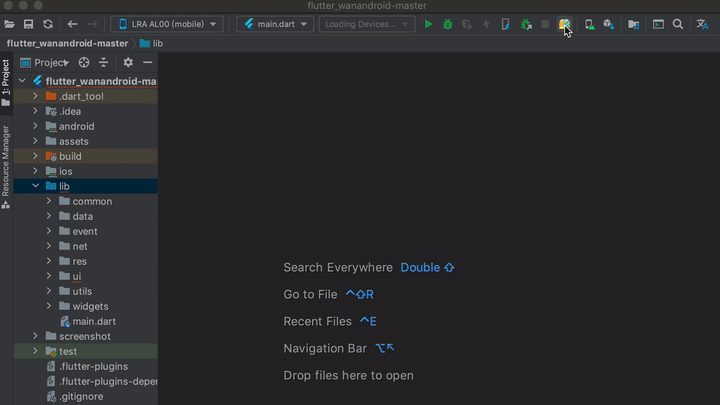 flutter_wanandroid-master
LRA AL00 (mobile)
main.dart
Loading Devices...
flutter_wanandroid-master
lib
1: Project
Resource Manager
Project
flutter_wanandroid-ma
.dart_tool
.idea
android
assets
build
ios
lib
common
data
event
net
res
ui
utils
widgets
main.dart
screenshot
test
.flutter-plugins
.flutter-plugins-deper
.gitignore
Search Everywhere Double ⇧
Go to File ^⇧R
Recent Files ^E
Navigation Bar ⌥↖
Drop files here to open